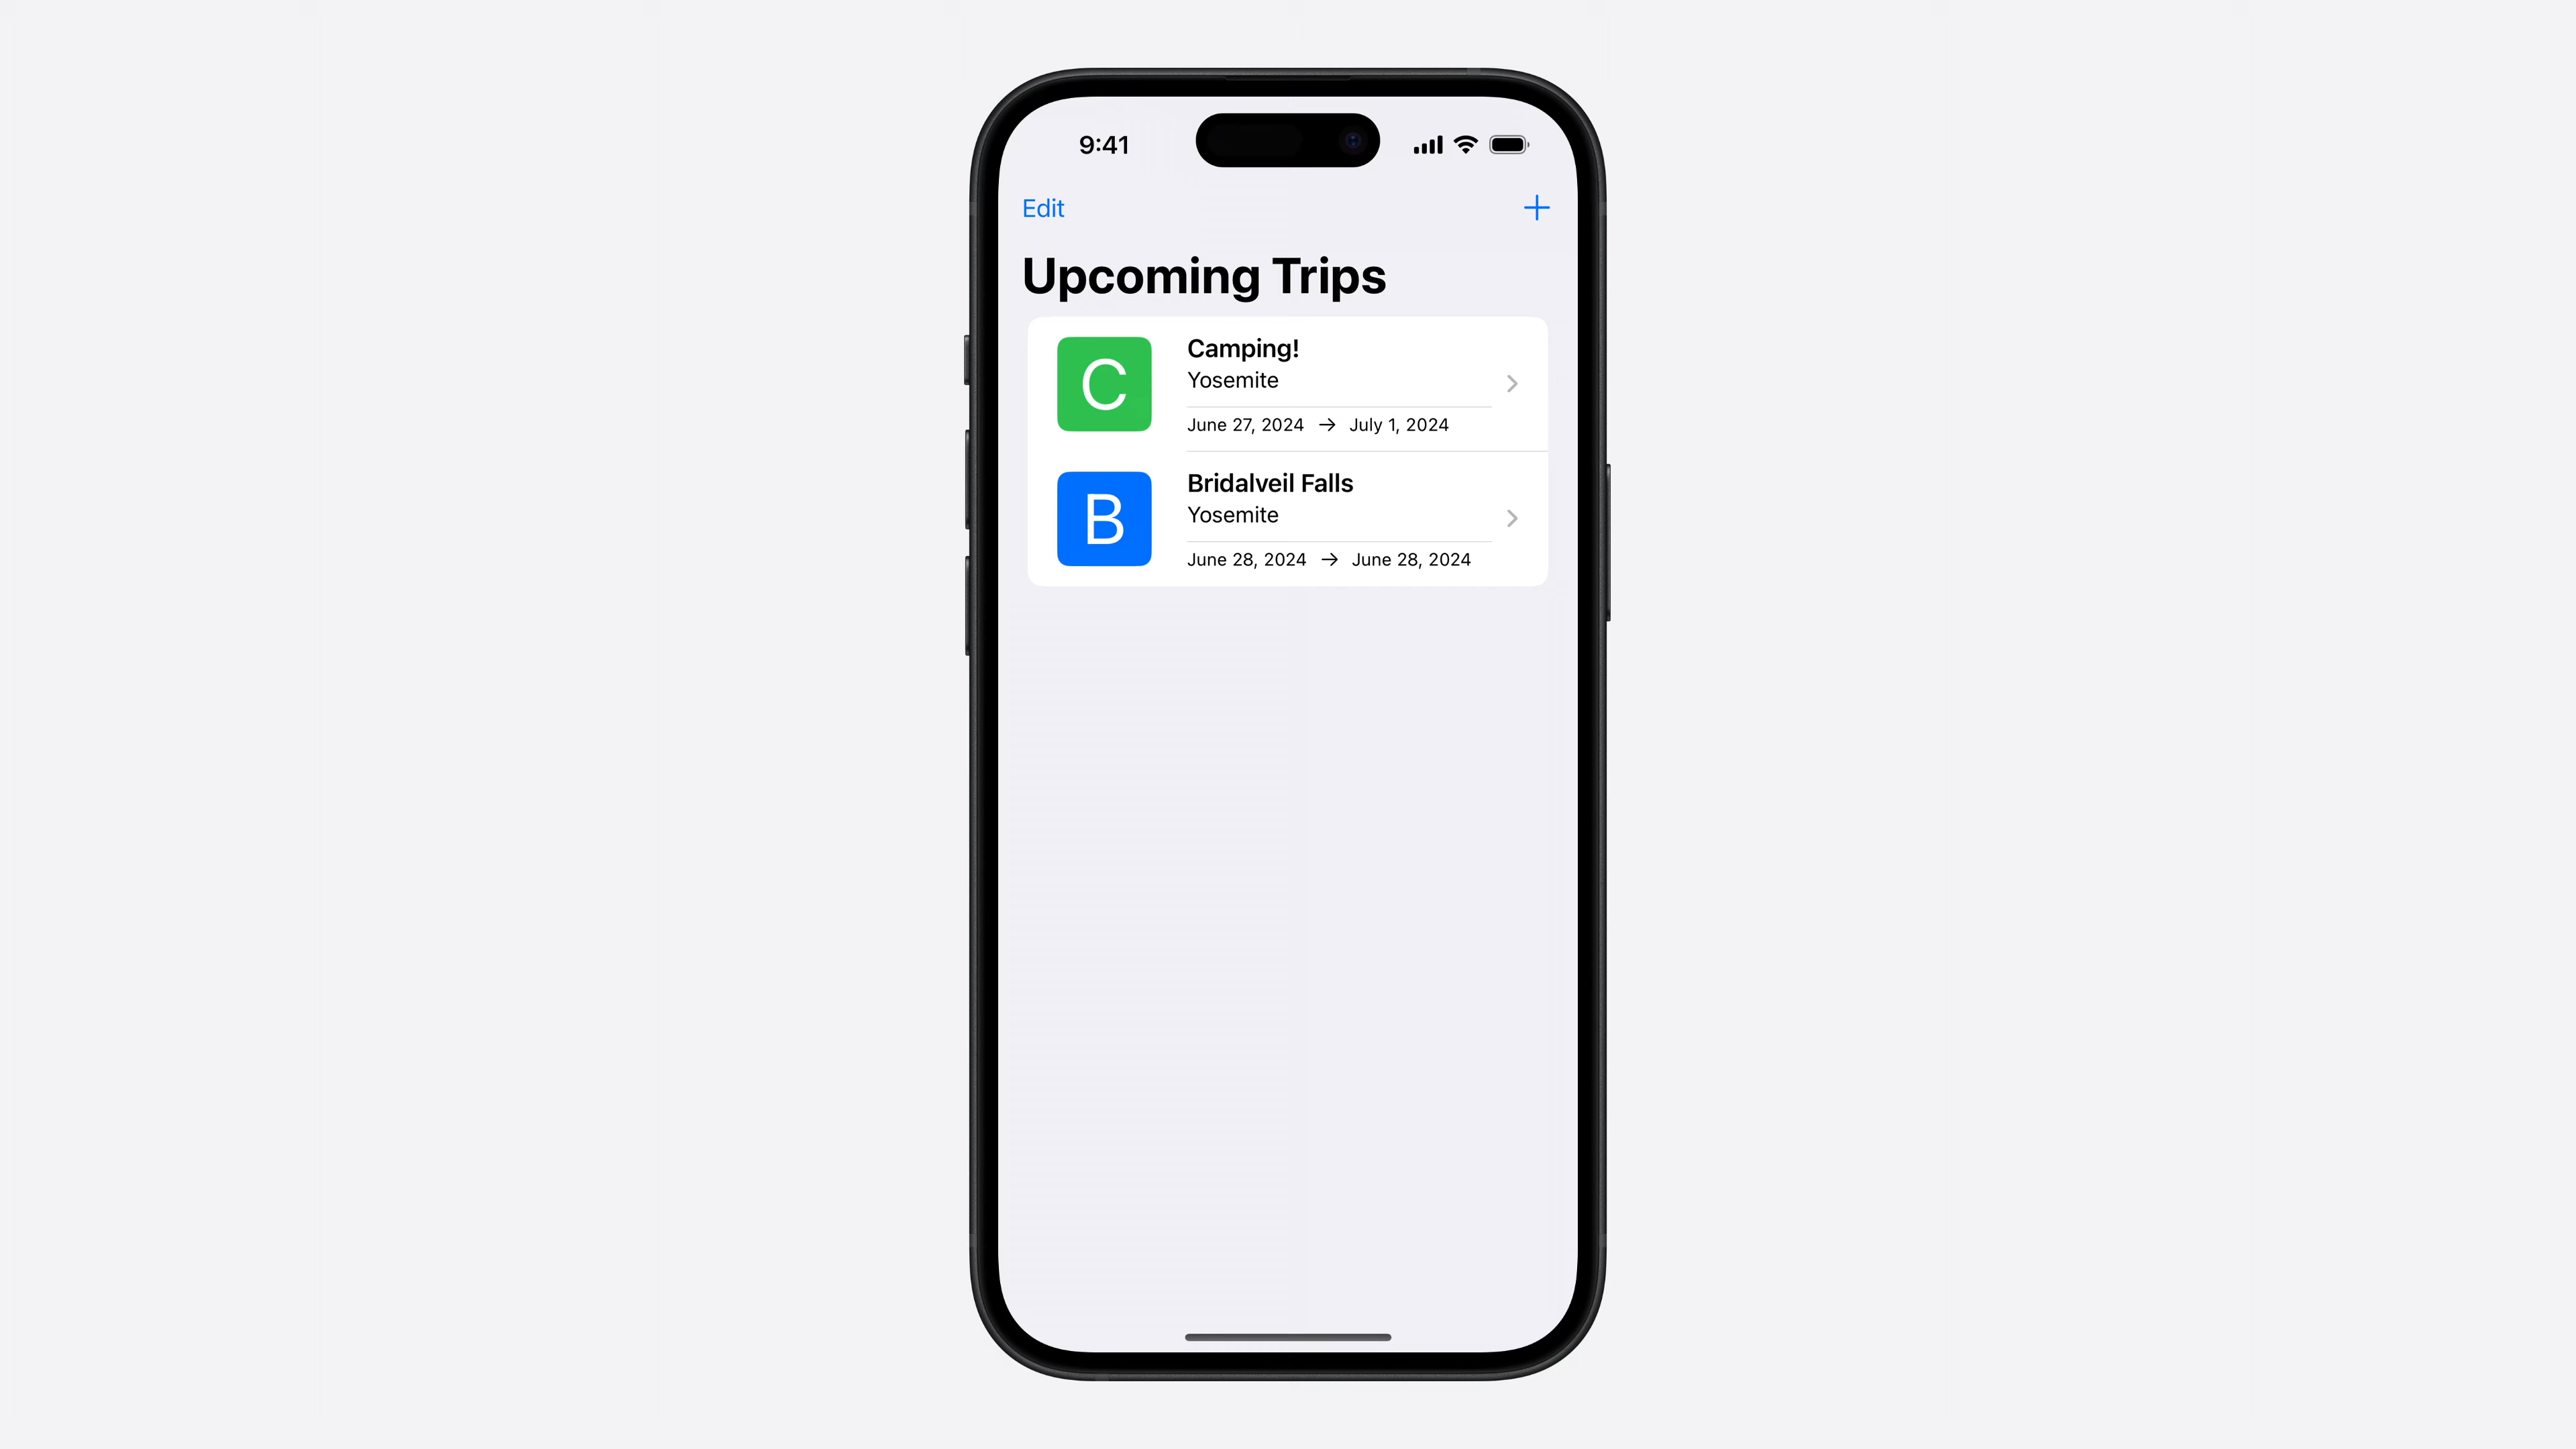 9:41
Edit
Upcoming Trips
C
Camping!
Yosemite
June 27, 2024 → July 1, 2024
B
Bridalveil Falls
Yosemite
June 28, 2024 → June 28, 2024